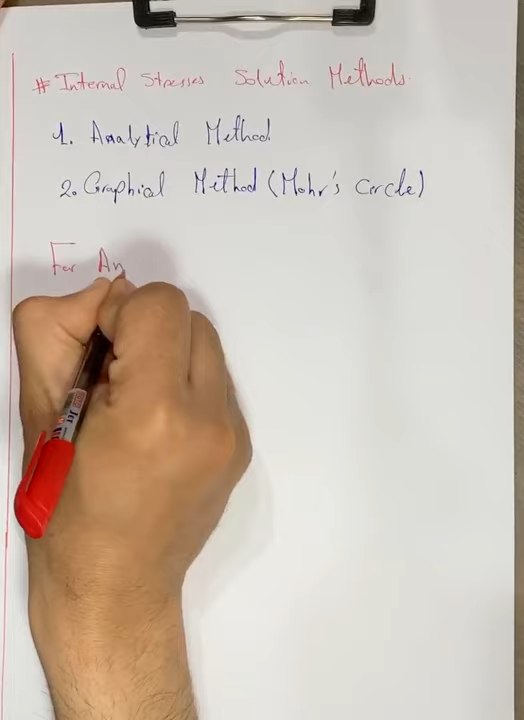 # Internal Stresses Solution Methods.
1. Analytical Method
2. Graphical Method (Mohr's Circle)
For An